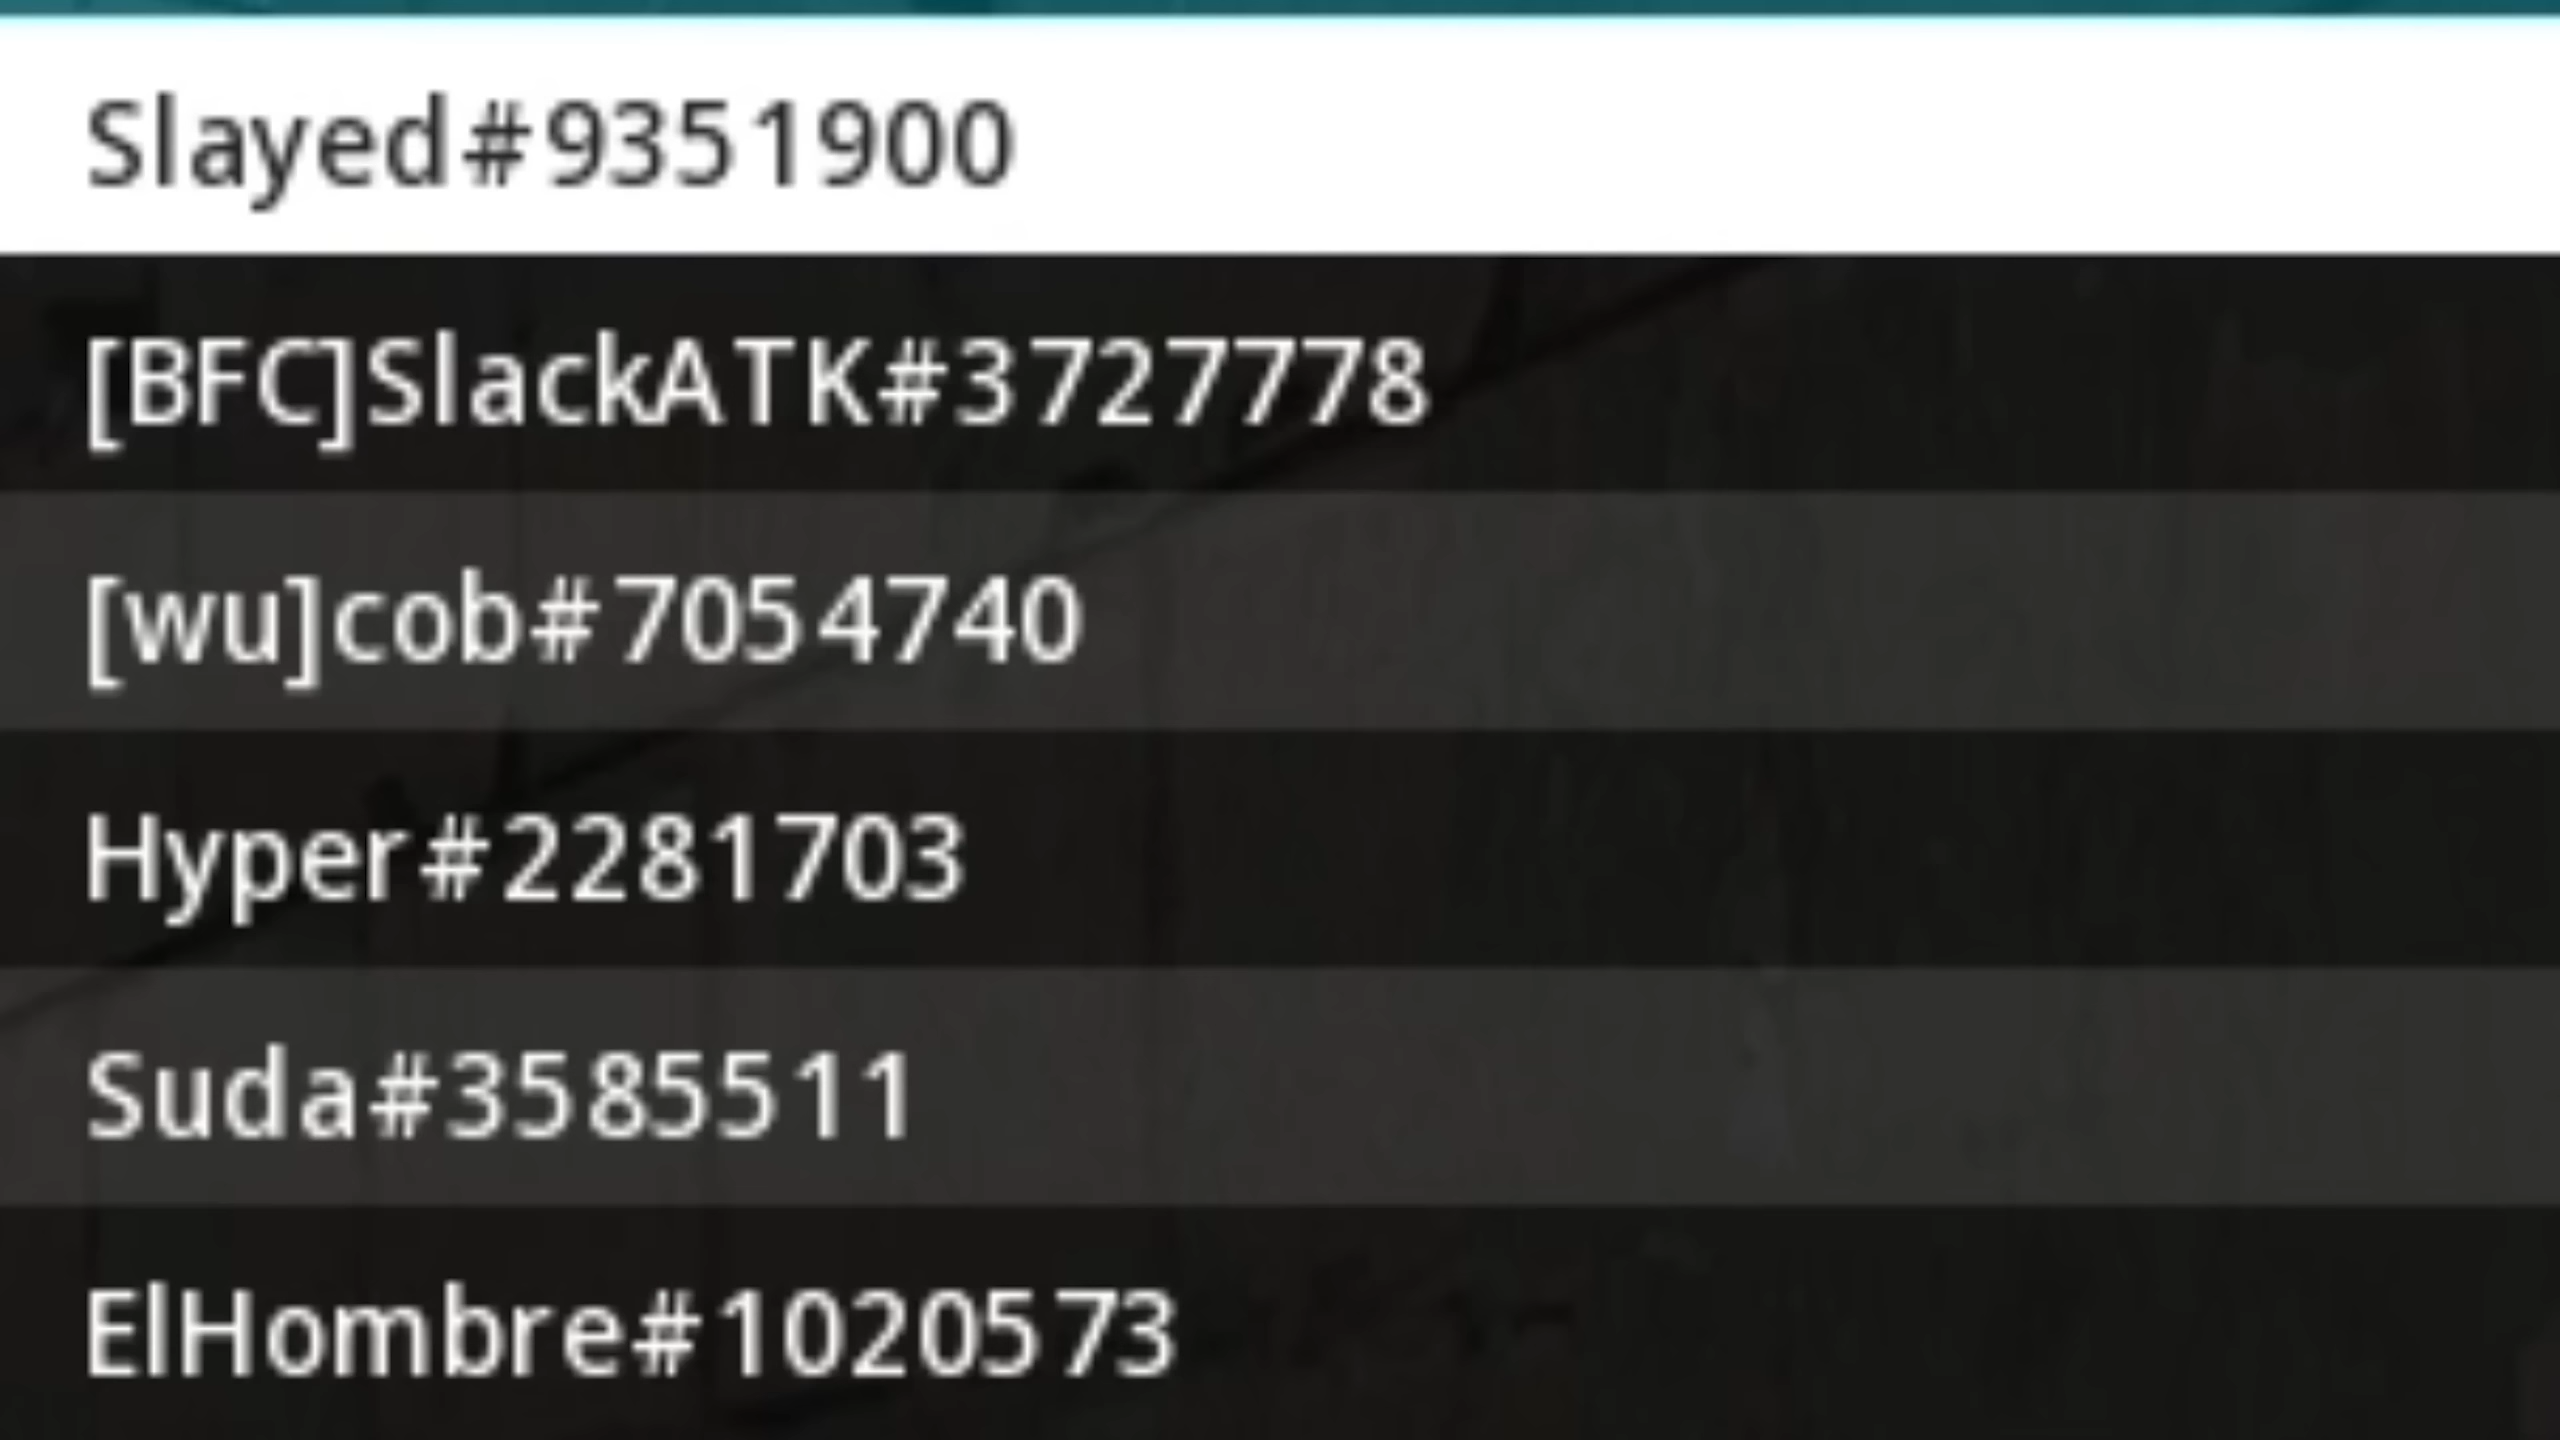 Slayed#9351900
[BFC]SlackATK#3727778
[wu]cob#7054740
Hyper#2281703
Suda#3585511
ElHombre#1020573